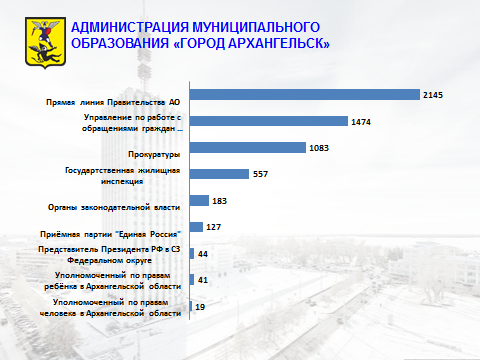 АДМИНИСТРАЦИЯ МУНИЦИПАЛЬНОГО
ОБРАЗОВАНИЯ «ГОРОД АРХАНГЕЛЬСК»
Прямая линия Правительства АО
2145
Управление по работе с
обращениями граждан ...
1474
Прокуратуры
1083
Государтственная жилищная
инспекция
557
Органы законодательной власти
183
Приёмная партии "Единая Россия"
127
Представитель Президента РФ в СЗ
Федеральном округе
44
Уполномоченный по правам
ребёнка в Архангельской области
41
Уполномоченный по правам
человека в Архангельской области
19